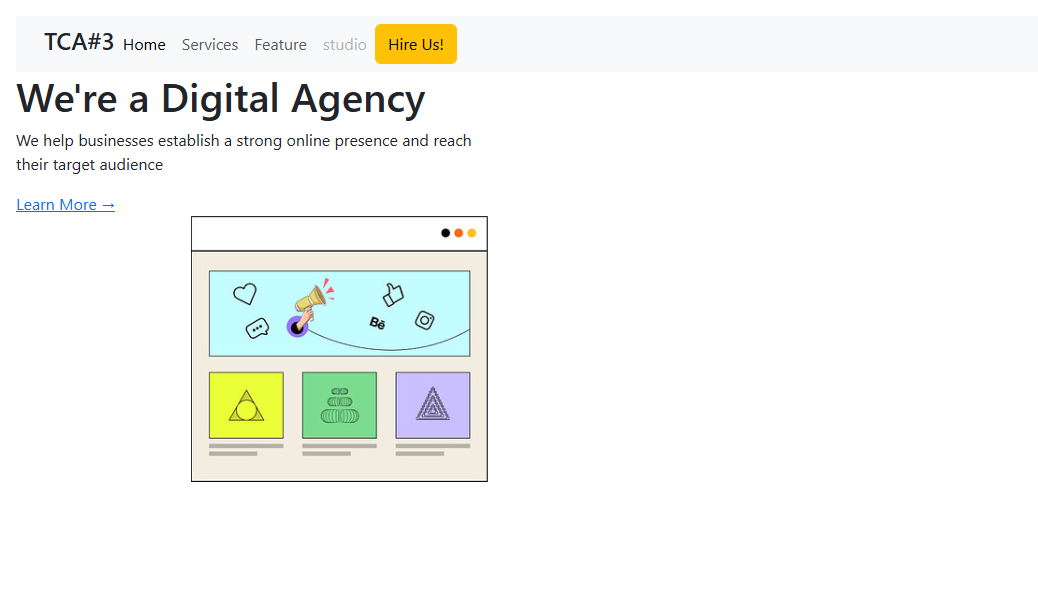 TCA#3 Home Services Feature studio Hire Us!
We're a Digital Agency
We help businesses establish a strong online presence and reach
their target audience
Learn More →
Bē